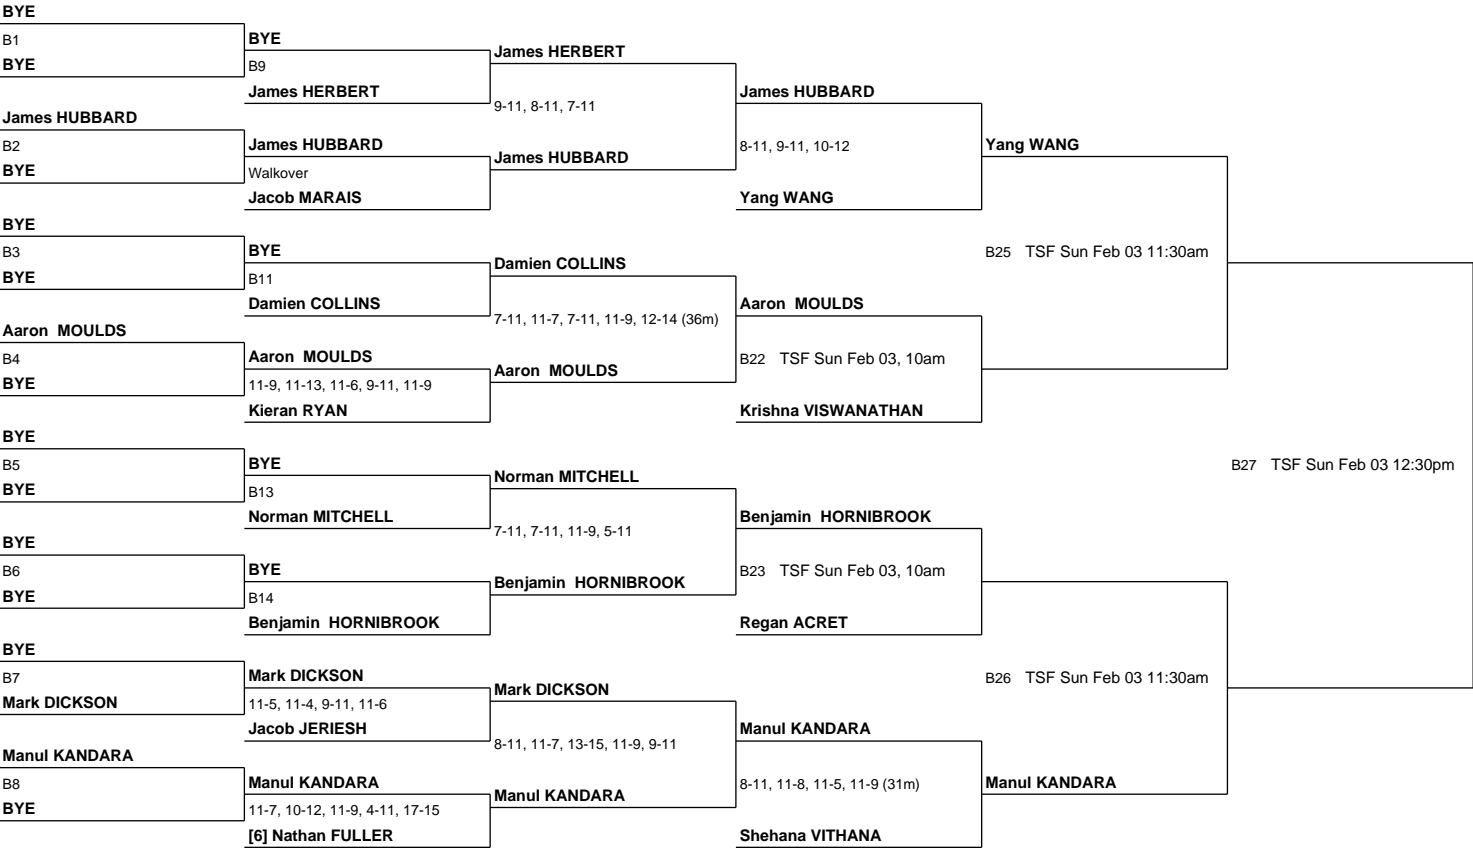 BYE
B1
BYE
BYE
B9
James HERBERT
James HERBERT
9-11, 8-11, 7-11
James HUBBARD
James HUBBARD
B2
BYE
James HUBBARD
Walkover
Jacob MARAIS
James HUBBARD
8-11, 9-11, 10-12
Yang WANG
Yang WANG
BYE
B3
BYE
BYE
B11
Damien COLLINS
Damien COLLINS
B25 TSF Sun Feb 03 11:30am
7-11, 11-7, 7-11, 11-9, 12-14 (36m)
Aaron MOULDS
Aaron MOULDS
B4
BYE
Aaron MOULDS
11-9, 11-13, 11-6, 9-11, 11-9
Kieran RYAN
Aaron MOULDS
B22 TSF Sun Feb 03, 10am
Krishna VISWANATHAN
BYE
B5
BYE
BYE
B13
Norman MITCHELL
Norman MITCHELL
B27 TSF Sun Feb 03 12:30pm
7-11, 7-11, 11-9, 5-11
Benjamin HORNIBROOK
BYE
B6
BYE
BYE
B14
Benjamin HORNIBROOK
Benjamin HORNIBROOK
B23 TSF Sun Feb 03, 10am
Regan ACRET
BYE
B7
Mark DICKSON
Mark DICKSON
11-5, 11-4, 9-11, 11-6
Jacob JERIESH
Mark DICKSON
B26 TSF Sun Feb 03 11:30am
8-11, 11-7, 13-15, 11-9, 9-11
Manul KANDARA
Manul KANDARA
B8
BYE
Manul KANDARA
11-7, 10-12, 11-9, 4-11, 17-15
[6] Nathan FULLER
Manul KANDARA
8-11, 11-8, 11-5, 11-9 (31m)
Shehana VITHANA
Manul KANDARA